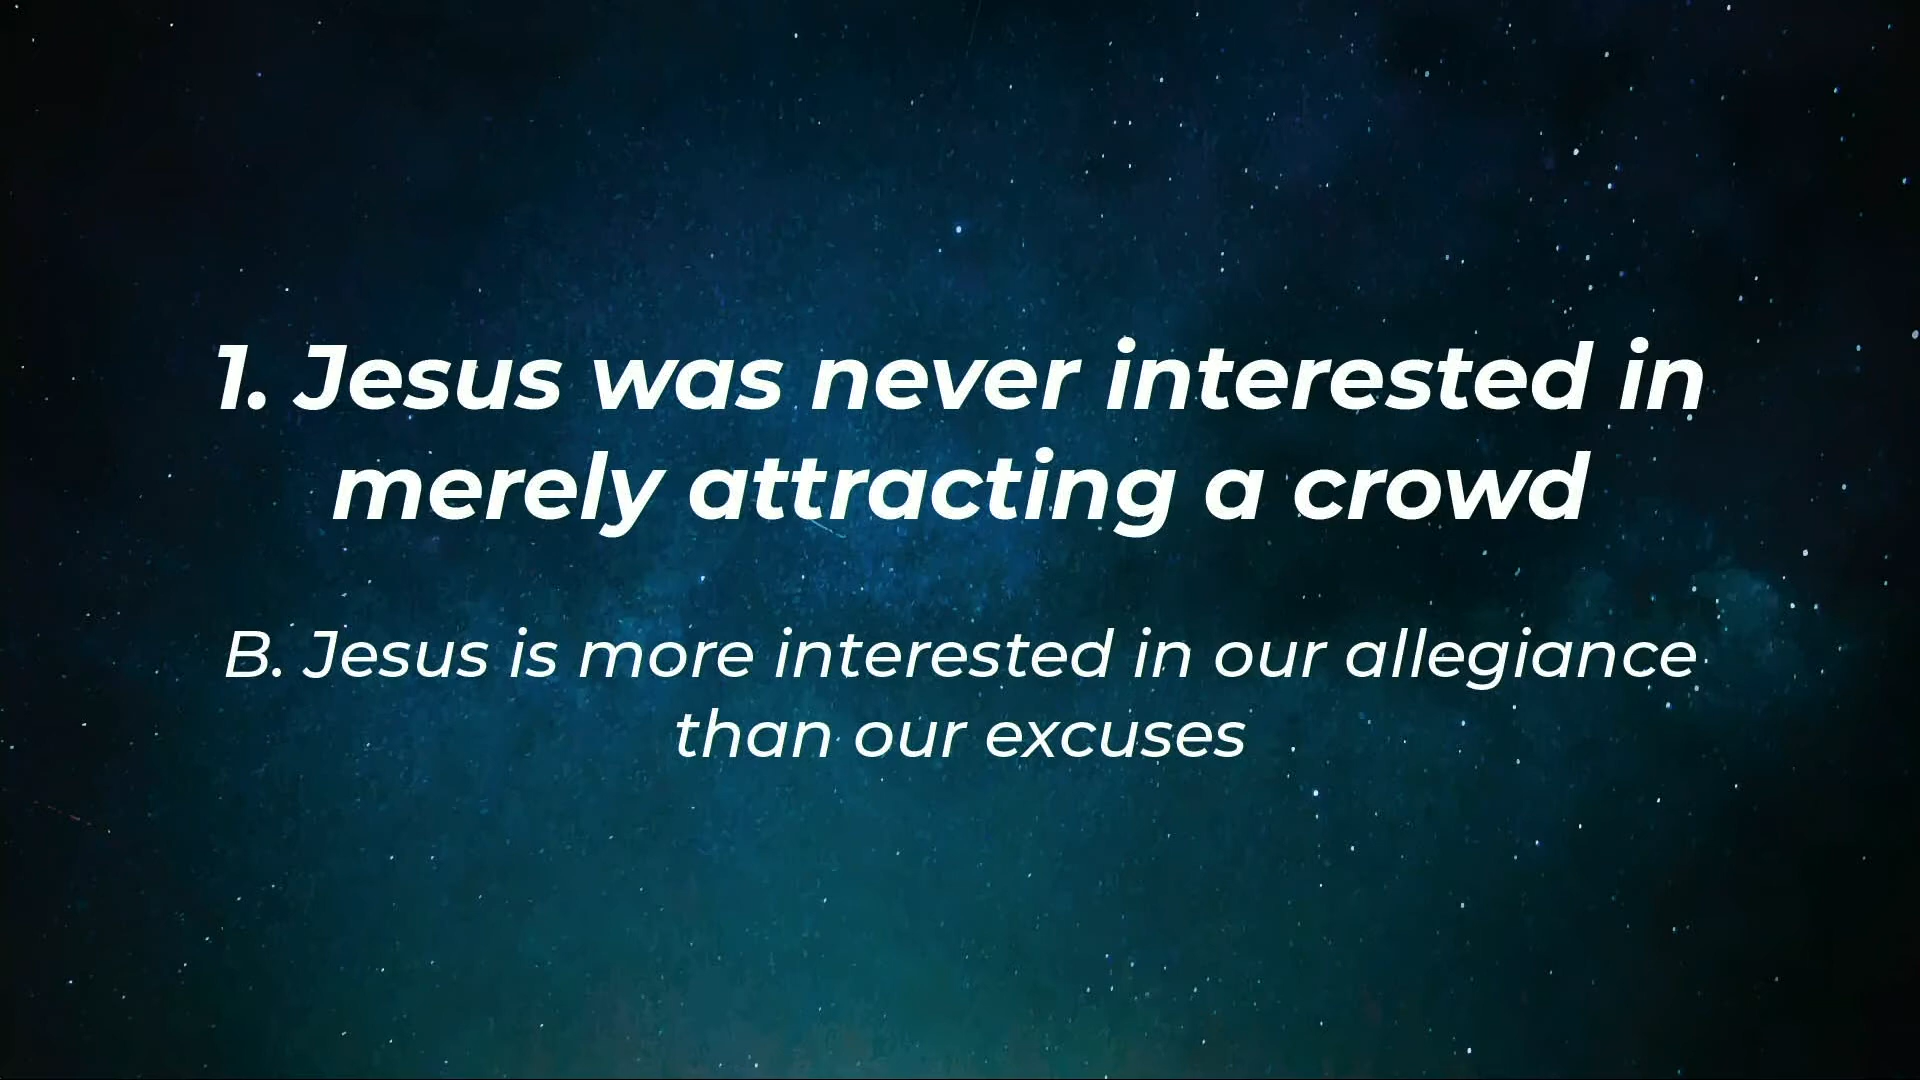 1. Jesus was never interested in
merely attracting a crowd
B. Jesus is more interested in our allegiance
than our excuses